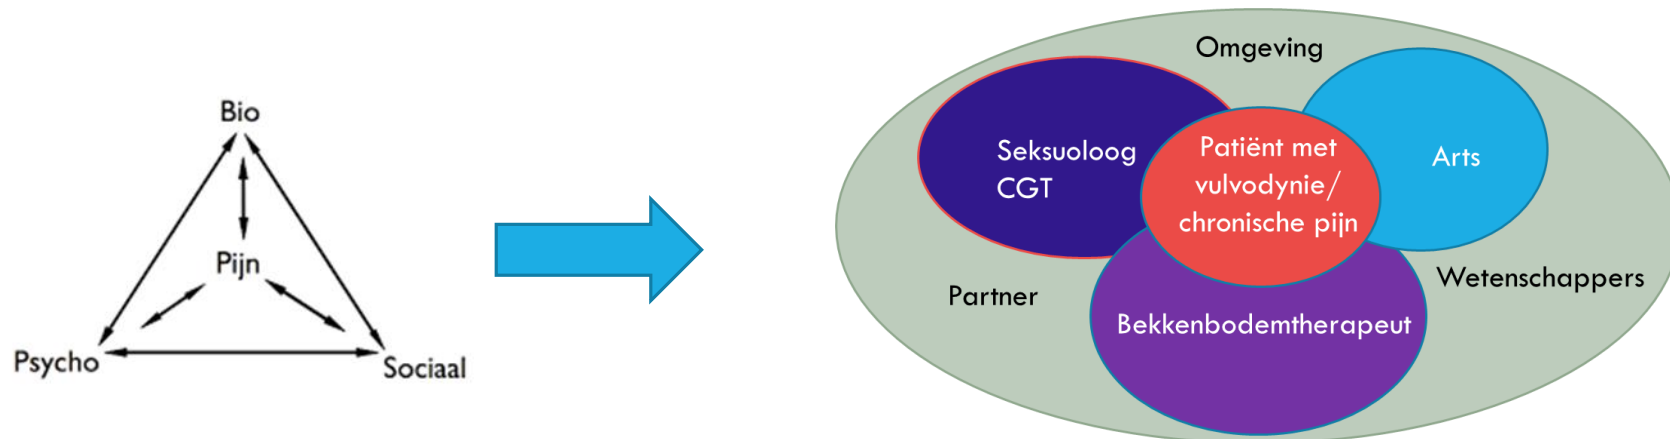 Bio
Pijn
Psycho
Sociaal
Omgeving
Seksuoloog
CGT
Patiënt met
vulvodynie/
chronische pijn
Arts
Partner
Wetenschappers
Bekkenbodemtherapeut